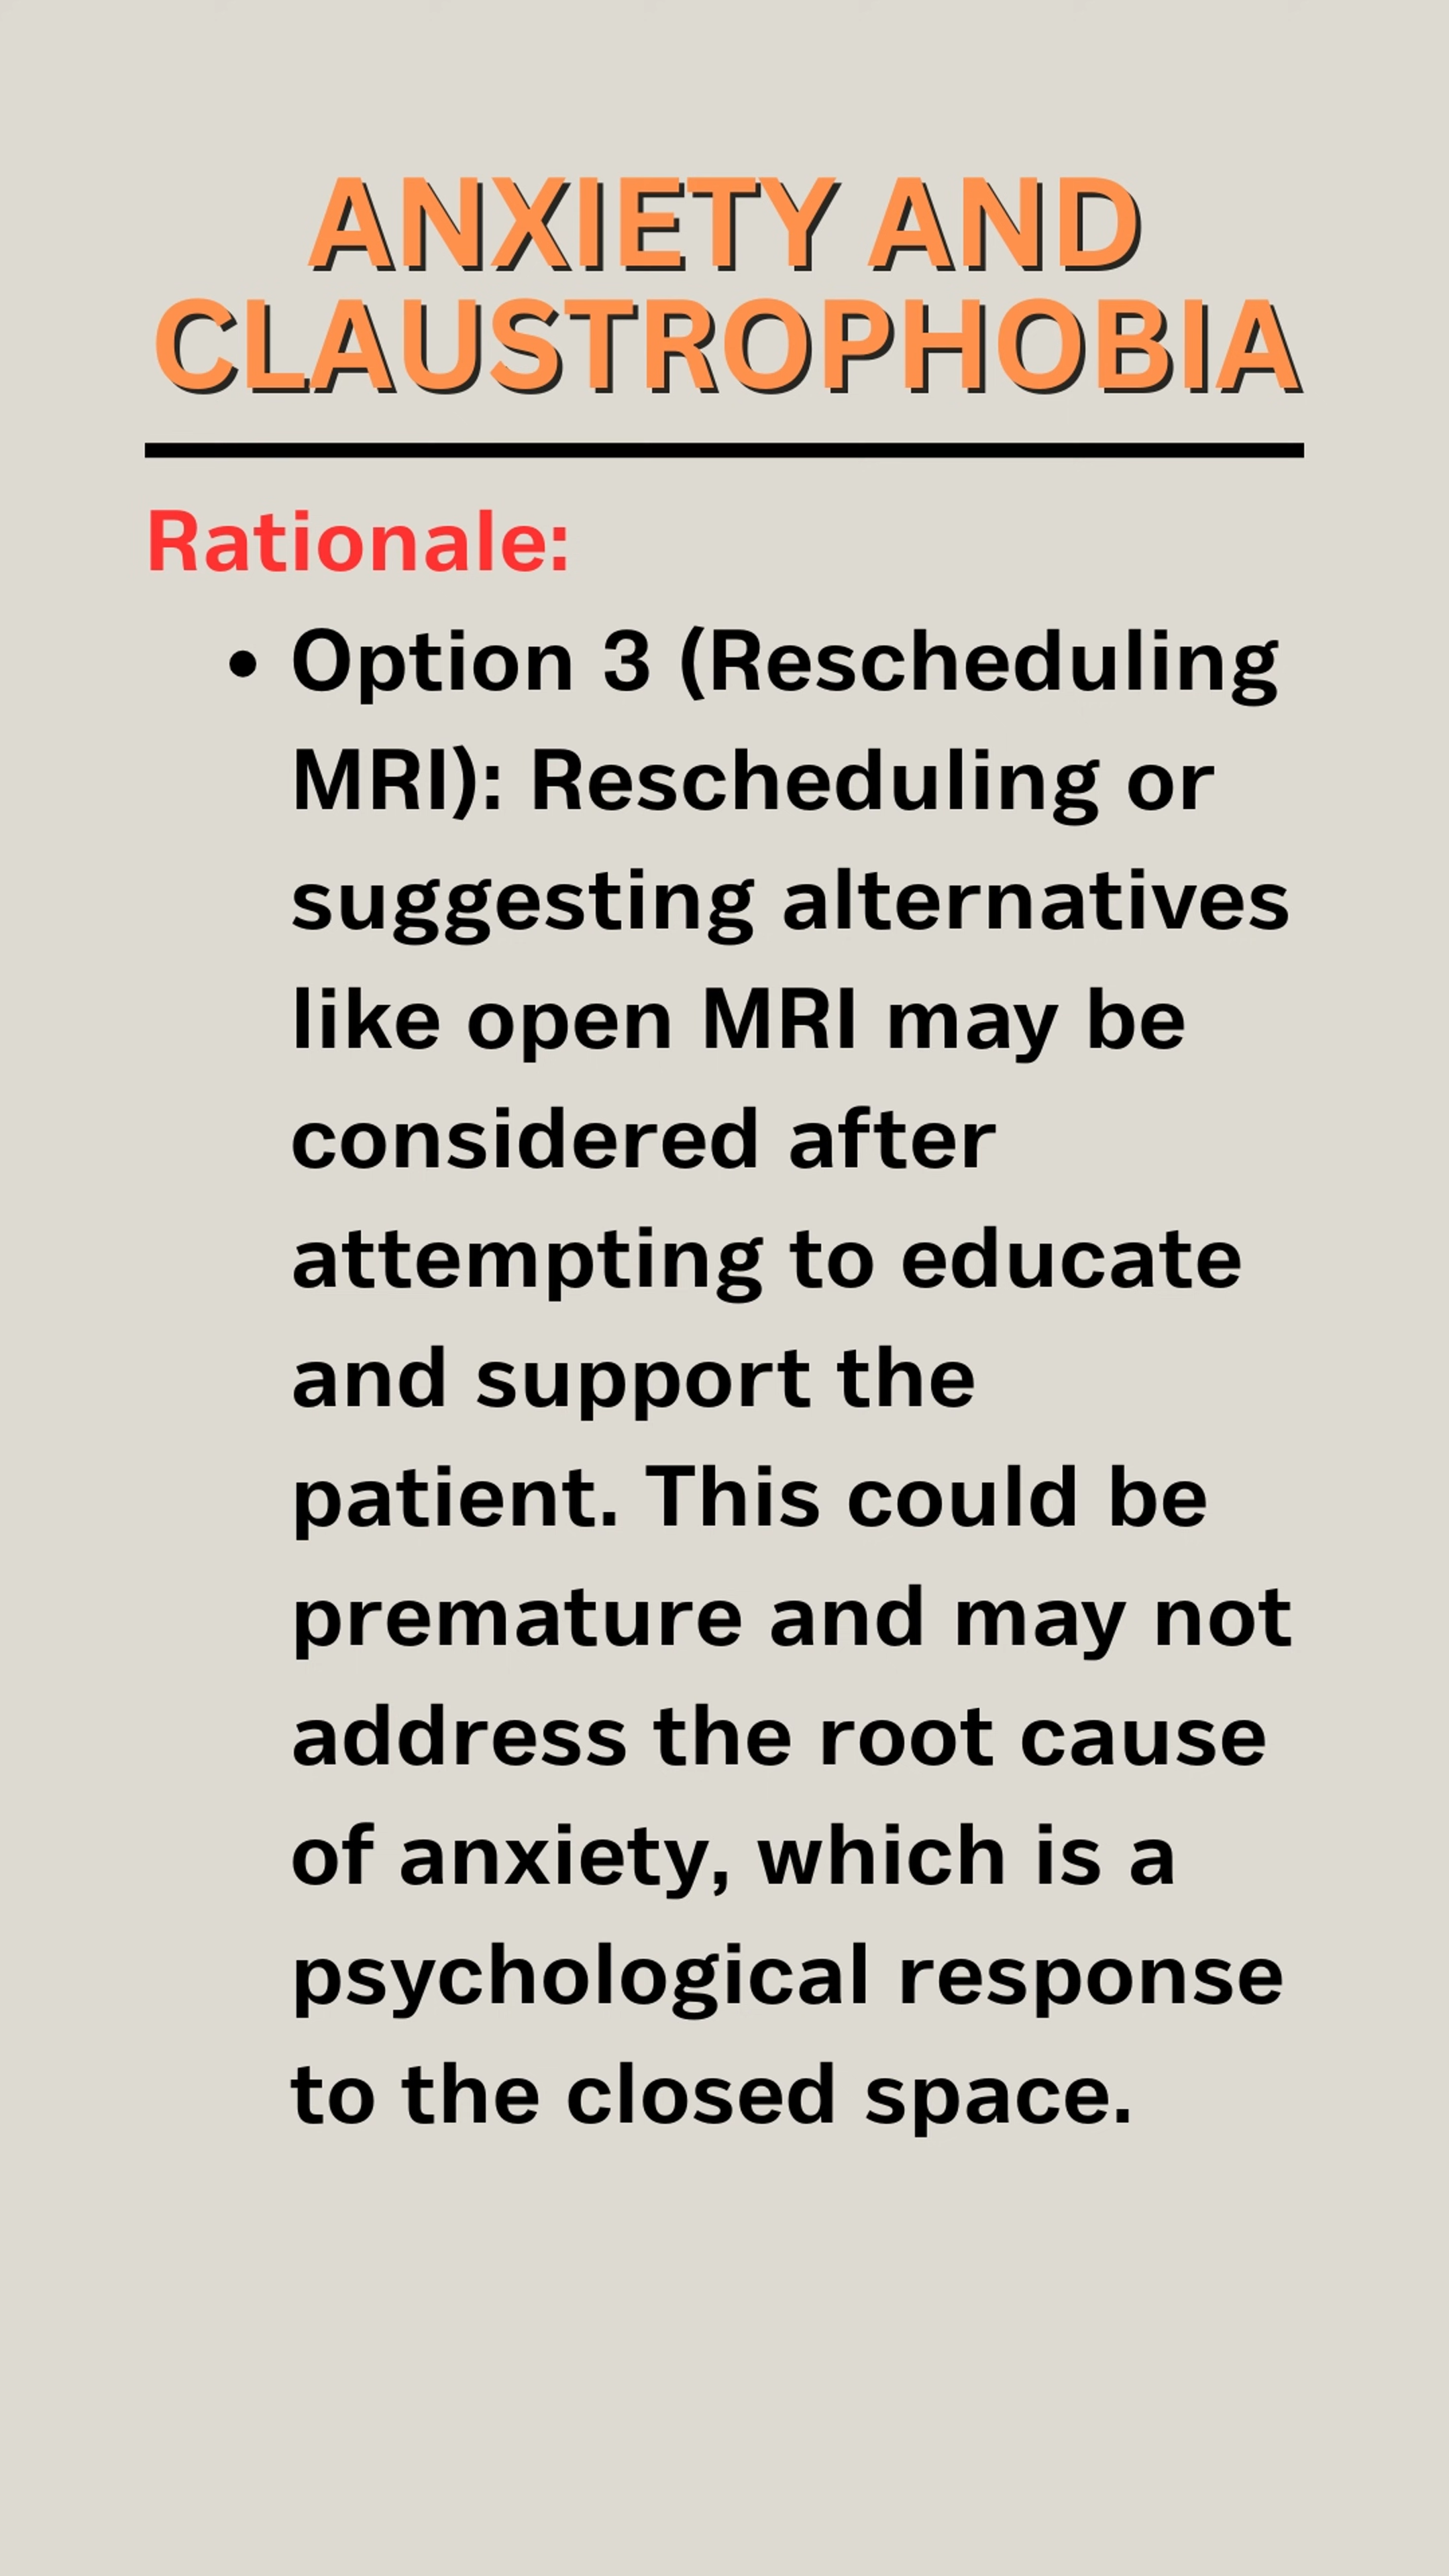 ANXIETY AND
CLAUSTROPHOBIA
Rationale:
• Option 3 (Rescheduling
MRI): Rescheduling or
suggesting alternatives
like open MRI may be
considered after
attempting to educate
and support the
patient. This could be
premature and may not
address the root cause
of anxiety, which is a
psychological response
to the closed space.